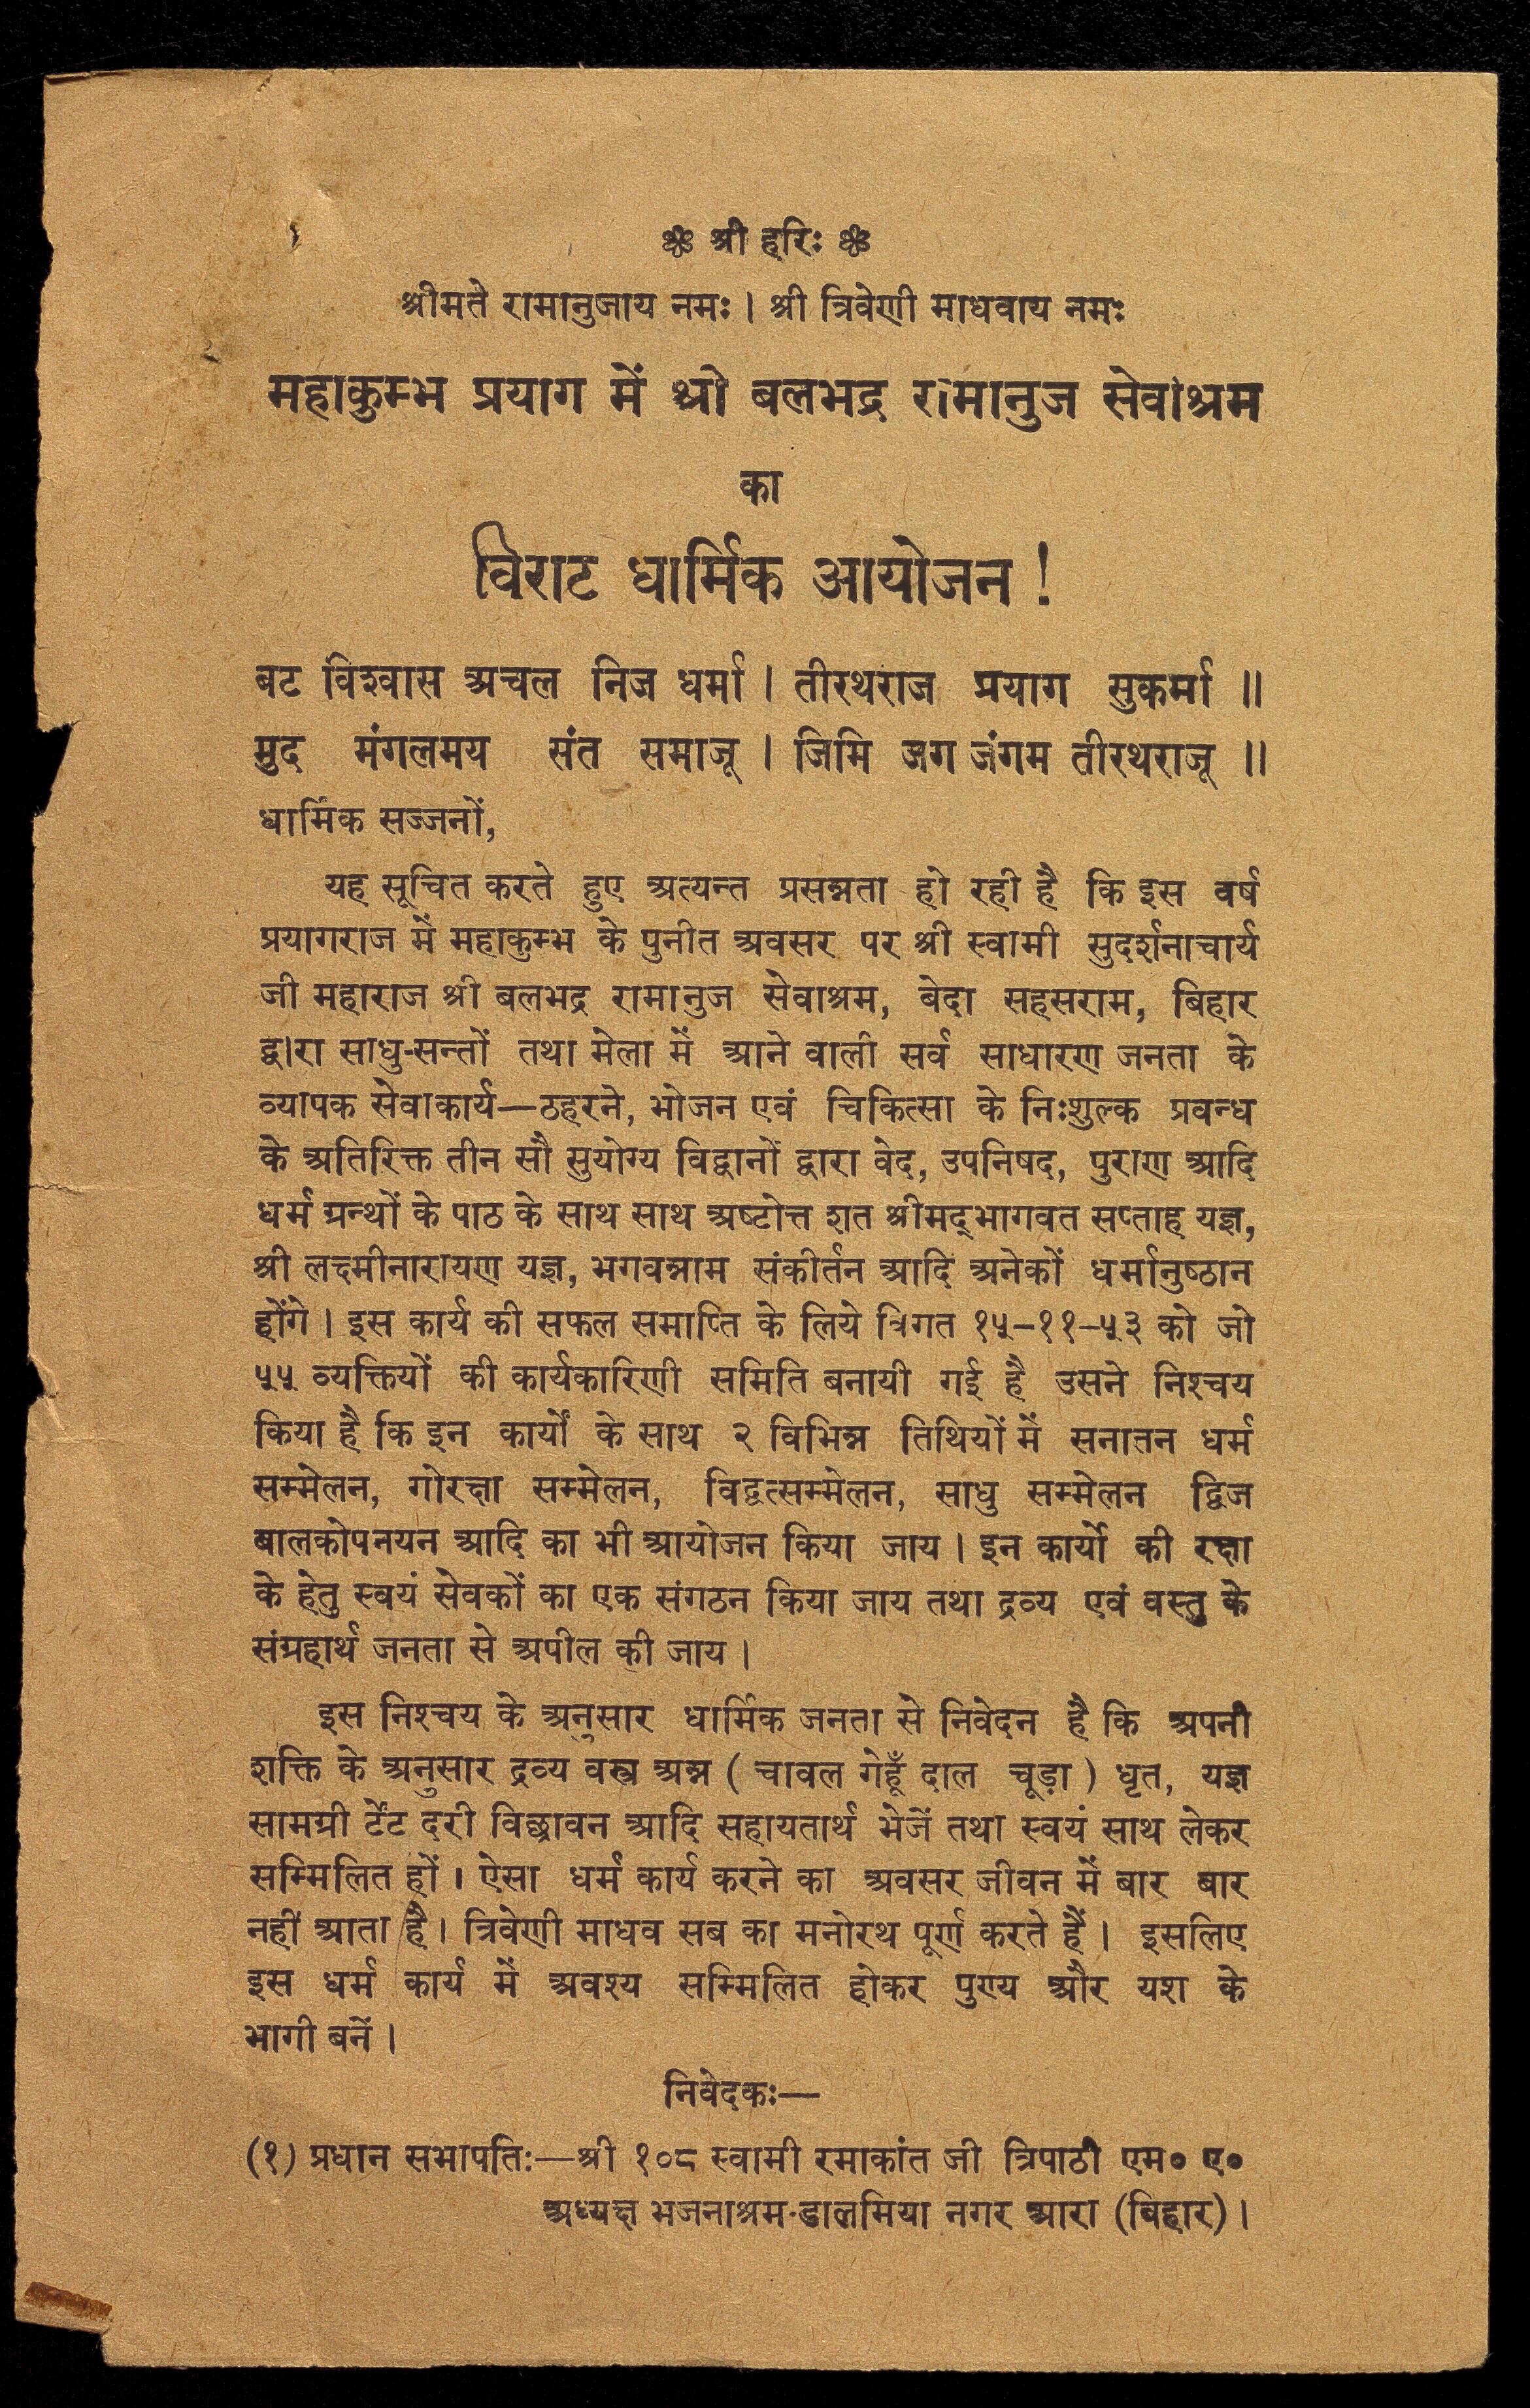 ❀ श्री हरिः ❀
श्रीमते रामानुजाय नमः । श्री त्रिवेणी माधवाय नमः
महाकुम्भ प्रयाग में श्री बलभद्र रामानुज सेवाश्रम
का
विराट धार्मिक आयोजन !
बट विश्वास अचल निज धर्मा । तीरथराज प्रयाग सुकर्मा ॥
मुद मंगलमय संत समाजू । जिमि जग जंगम तीरथराजू ॥
धार्मिक सज्जनों,
यह सूचित करते हुए अत्यन्त प्रसन्नता हो रही है कि इस वर्ष
प्रयागराज में महाकुम्भ के पुनीत अवसर पर श्री स्वामी सुदर्शनाचार्य
जी महाराज श्री बलभद्र रामानुज सेवाश्रम, बेदा सहसराम, बिहार
द्वारा साधु-सन्तों तथा मेला में आने वाली सर्व साधारण जनता के
व्यापक सेवाकार्य—ठहरने, भोजन एवं चिकित्सा के निःशुल्क प्रवन्ध
के अतिरिक्त तीन सौ सुयोग्य विद्वानों द्वारा वेद, उपनिषद, पुराण आदि
धर्म ग्रन्थों के पाठ के साथ साथ अष्टोत्त शत श्रीमद्भागवत सप्ताह यज्ञ,
श्री लक्ष्मीनारायण यज्ञ, भगवन्नाम संकीर्तन आदि अनेकों धर्मानुष्ठान
होंगे । इस कार्य की सफल समाप्ति के लिये विगत १५-११-५३ को जो
५५ व्यक्तियों की कार्यकारिणी समिति बनायी गई है उसने निश्चय
किया है कि इन कार्यों के साथ २ विभिन्न तिथियों में सनातन धर्म
सम्मेलन, गोरक्षा सम्मेलन, विद्वत्सम्मेलन, साधु सम्मेलन द्विज
बालकोपनयन आदि का भी आयोजन किया जाय । इन कार्यो की रक्षा
के हेतु स्वयं सेवकों का एक संगठन किया जाय तथा द्रव्य एवं वस्तु के
संग्रहार्थ जनता से अपील की जाय ।
इस निश्चय के अनुसार धार्मिक जनता से निवेदन है कि अपनी
शक्ति के अनुसार द्रव्य वस्त्र अन्न ( चावल गेहूँ दाल चूड़ा ) धृत, यज्ञ
सामग्री टेंट दरी विछावन आदि सहायतार्थ भेजें तथा स्वयं साथ लेकर
सम्मिलित हों । ऐसा धर्म कार्य करने का अवसर जीवन में बार बार
नहीं आता है । त्रिवेणी माधव सब का मनोरथ पूर्ण करते हैं । इसलिए
इस धर्म कार्य में अवश्य सम्मिलित होकर पुण्य और यश के
भागी बनें ।
निवेदकः—
(१) प्रधान सभापतिः—श्री १०८ स्वामी रमाकांत जी त्रिपाठी एम० ए०
अध्यक्ष भजनाश्रम-डालमिया नगर आरा (बिहार) ।